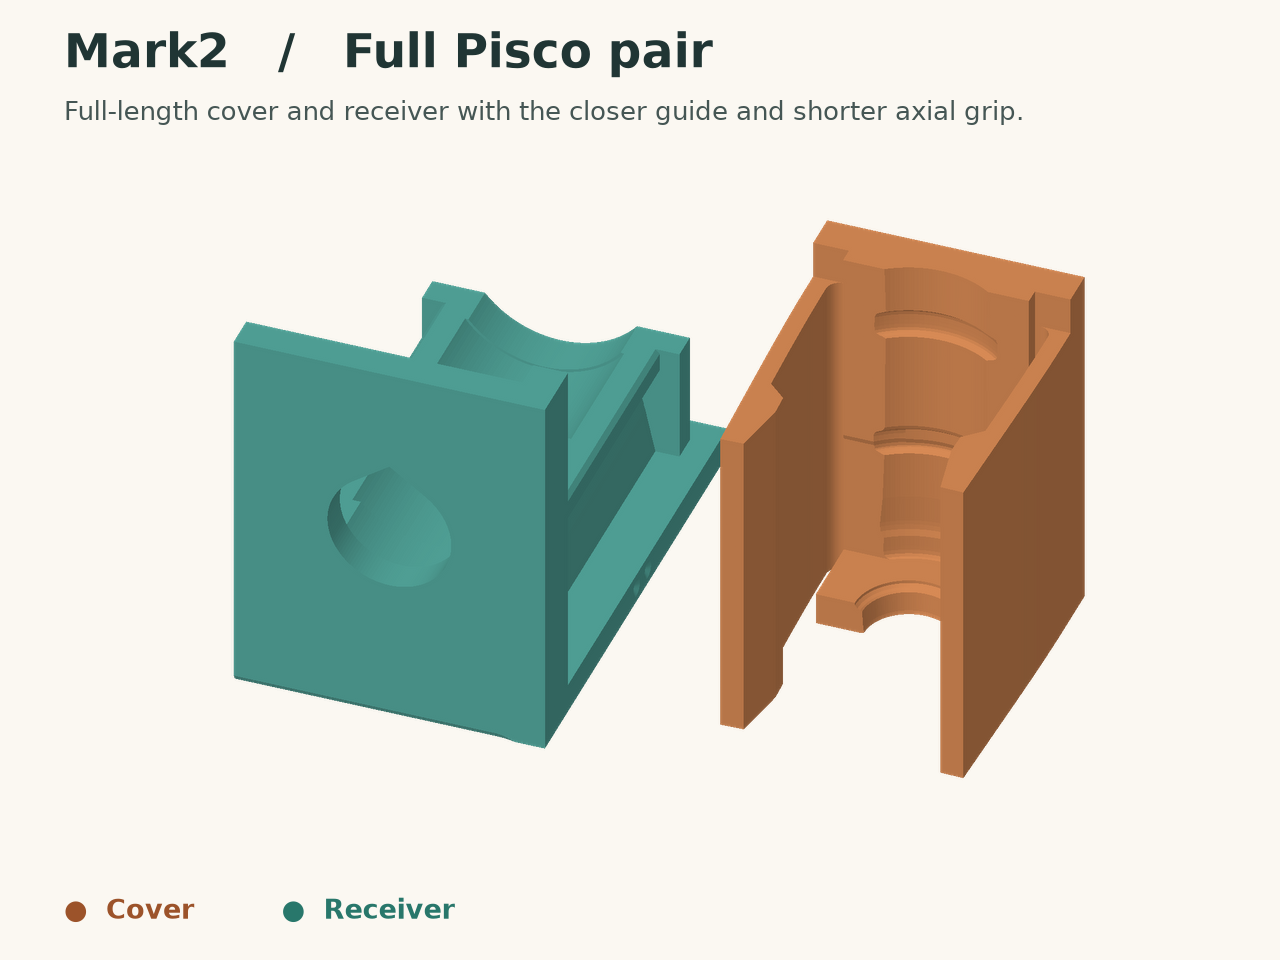 Mark2 / Full Pisco pair
Full-length cover and receiver with the closer guide and shorter axial grip.
Cover
Receiver